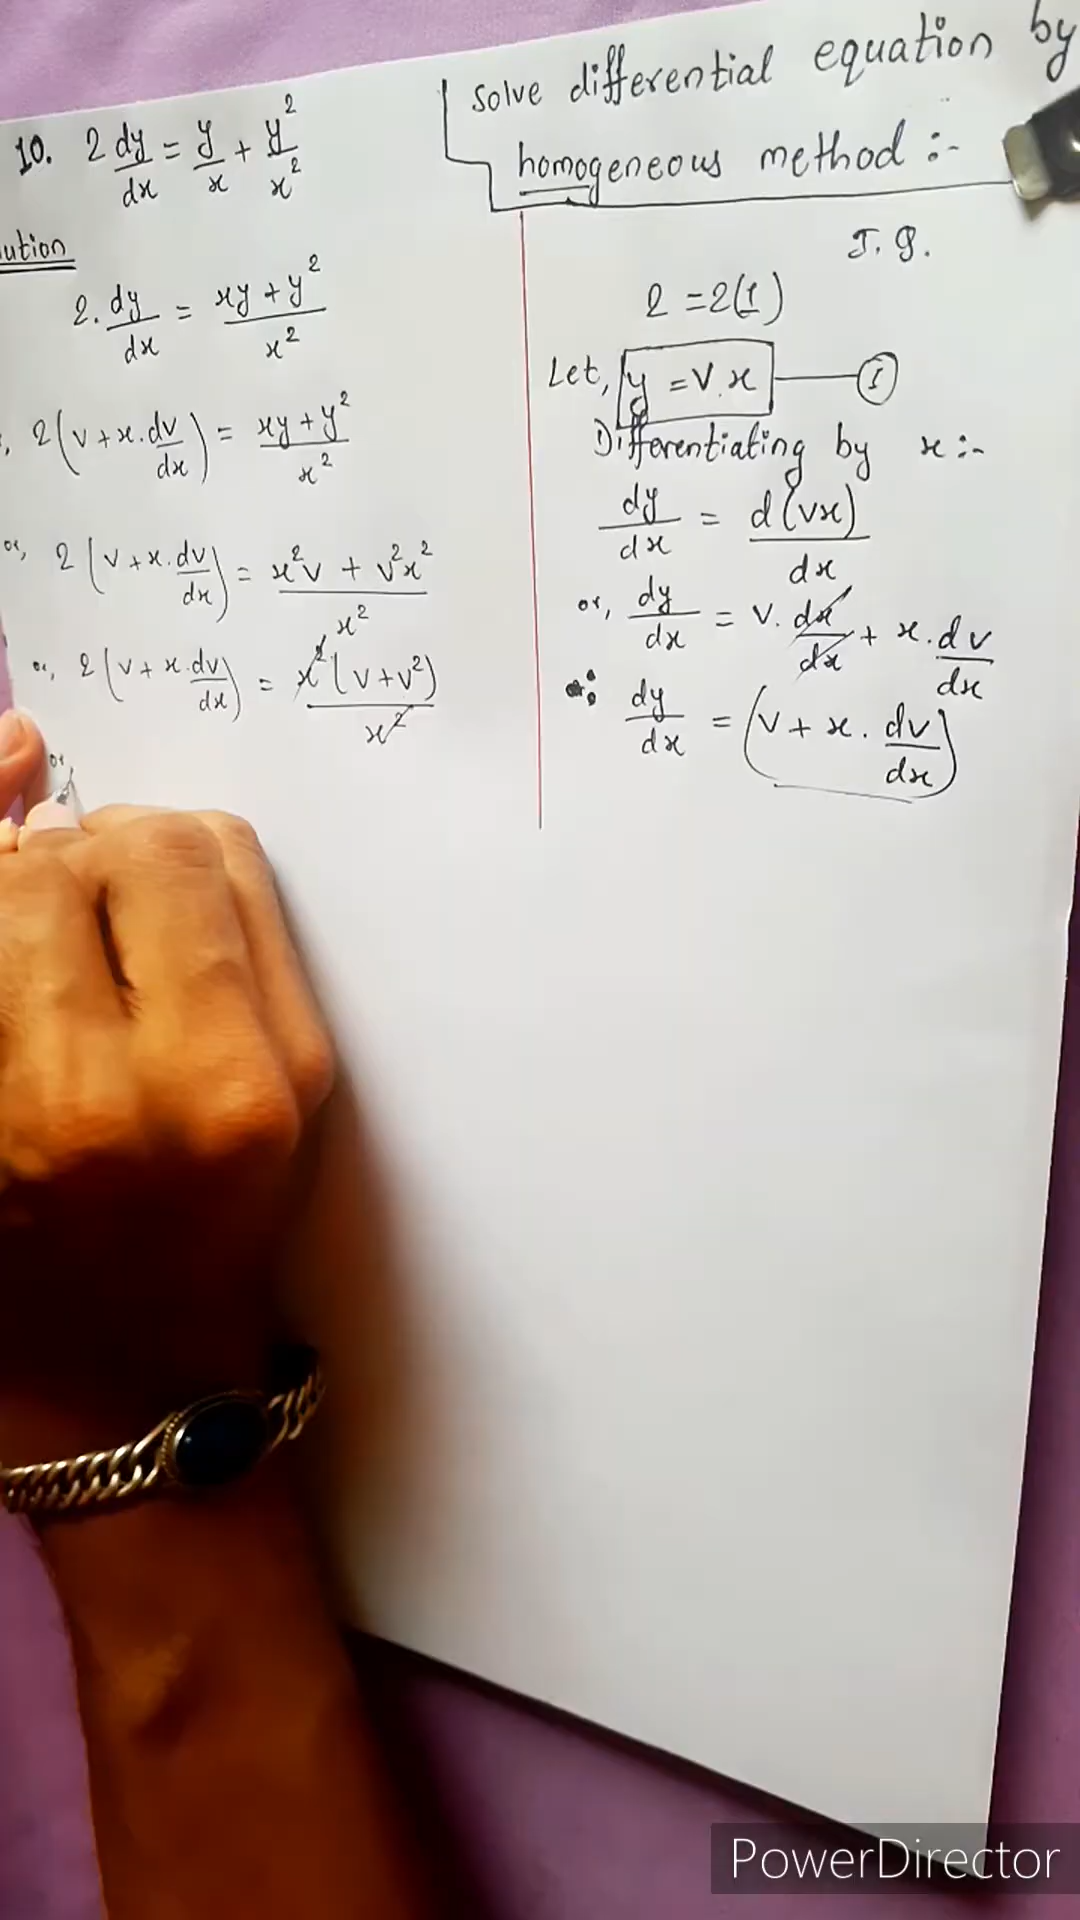 solve differential equation by
homogeneous method :-
10. 2 dy/dx = y/x + y²/x²
ution
2. dy/dx = xy + y²/x²
, 2(v + x. dv/dx) = xy + y²/x²
or, 2(v + x. dv/dx) = x²v + v²x²/x²
or, 2(v + x. dv/dx) = x²(v + v²)/x²
or,
I.F.
2 = 2(1)
Let, y = v.x — (I)
Differentiating by x :-
dy/dx = d(vx)/dx
or, dy/dx = v. dx/dx + x. dv/dx
∴ dy/dx = (v + x. dv/dx)
PowerDirector